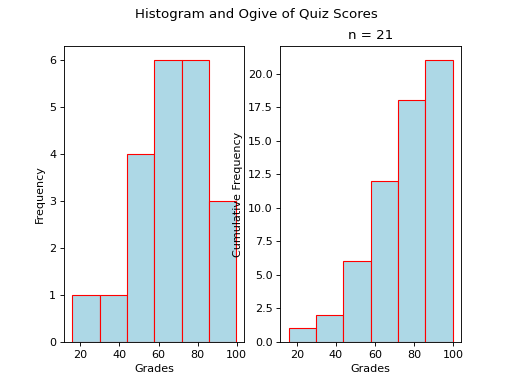 Histogram and Ogive of Quiz Scores
n = 21
Frequency
6
5
4
3
2
1
0
20 40 60 80 100
Grades
Cumulative Frequency
20.0
17.5
15.0
12.5
10.0
7.5
5.0
2.5
0.0
20 40 60 80 100
Grades